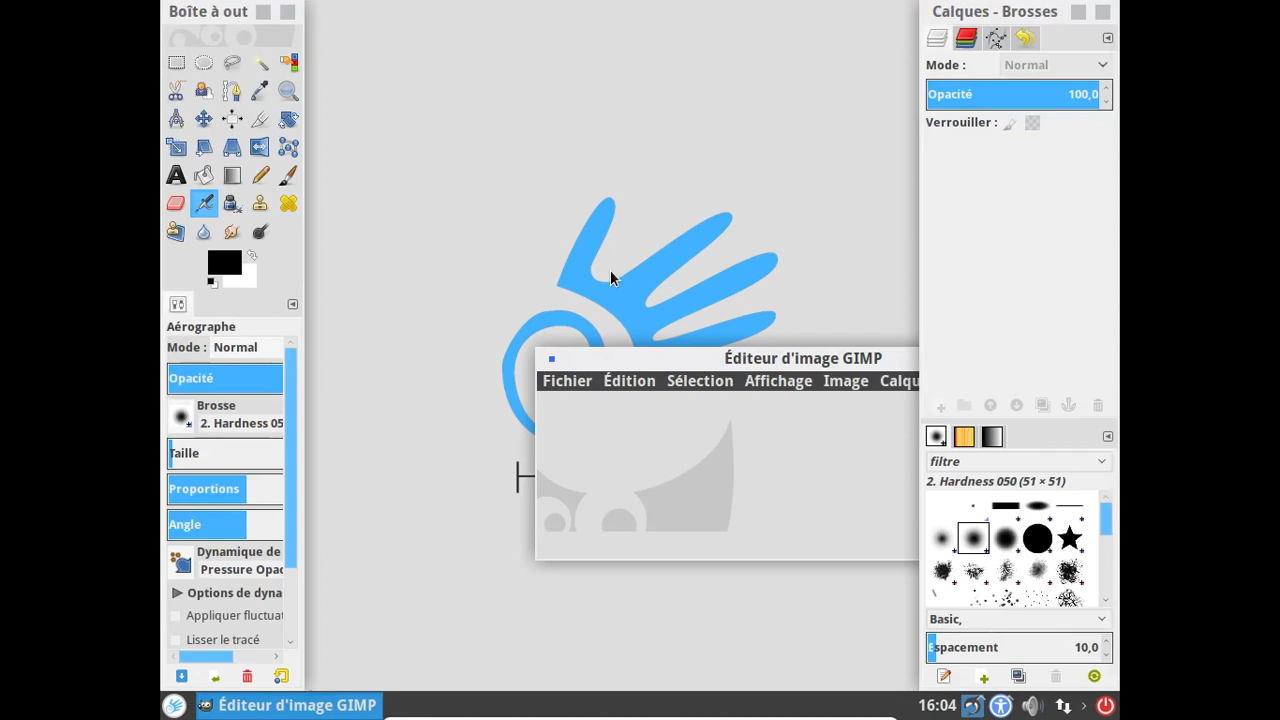 Boîte à out
Aérographe
Mode : Normal
Opacité
Brosse
2. Hardness 05
Taille
Proportions
Angle
Dynamique de
Pressure Opac
Options de dyna
Appliquer fluctuat
Lisser le tracé
Éditeur d'image GIMP
Fichier Édition Sélection Affichage Image Calqu
Calques - Brosses
Mode : Normal
Opacité 100,0
Verrouiller :
filtre
2. Hardness 050 (51 × 51)
Basic,
Espacement 10,0
Éditeur d'image GIMP
16:04